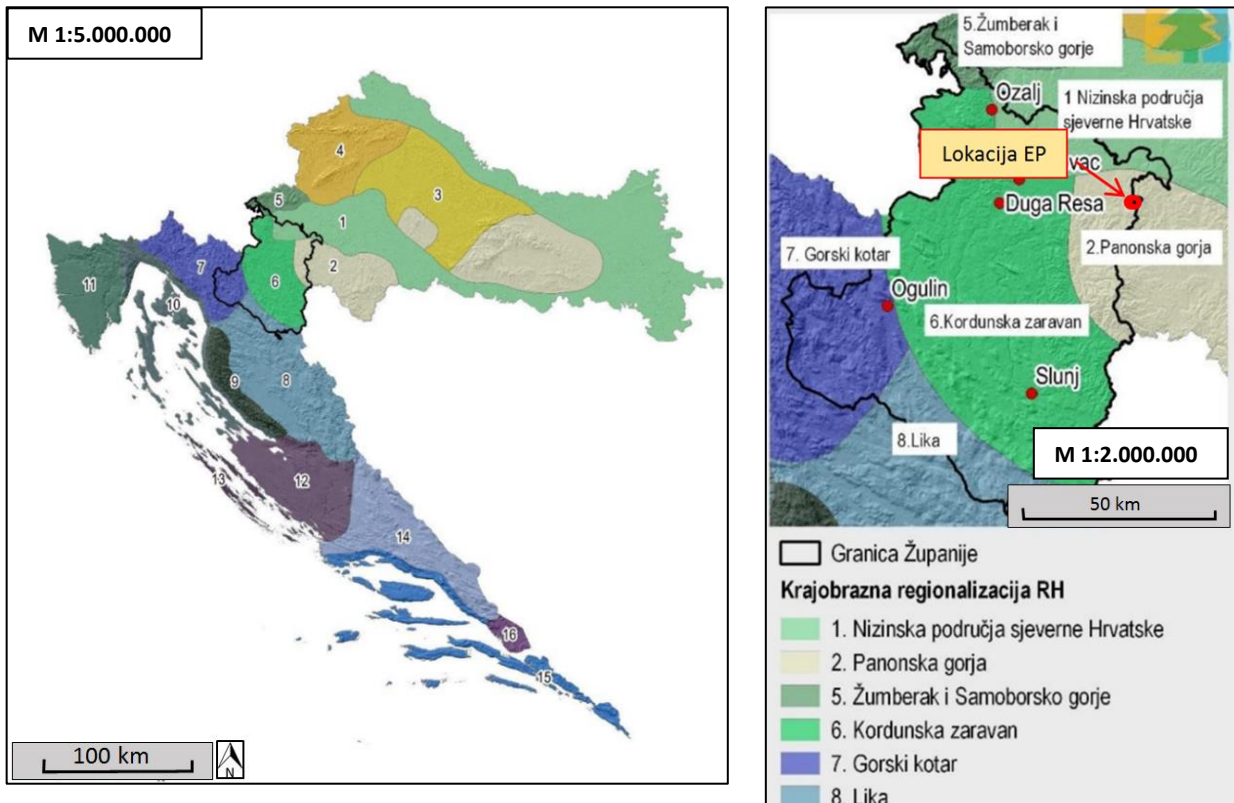 M 1:5.000.000
4
3
5
1
2
6
7
11
10
8
9
12
13
14
16
15
100 km
N
5.Žumberak i
Samoborsko gorje
Ozalj
1 Nizinska područja
sjeverne Hrvatske
Lokacija EP
vac
Duga Resa
2.Panonska gorja
7. Gorski kotar
Ogulin
6.Kordunska zaravan
Slunj
8.Lika
M 1:2.000.000
50 km
Granica Županije
Krajobrazna regionalizacija RH
1. Nizinska područja sjeverne Hrvatske
2. Panonska gorja
5. Žumberak i Samoborsko gorje
6. Kordunska zaravan
7. Gorski kotar
8. Lika